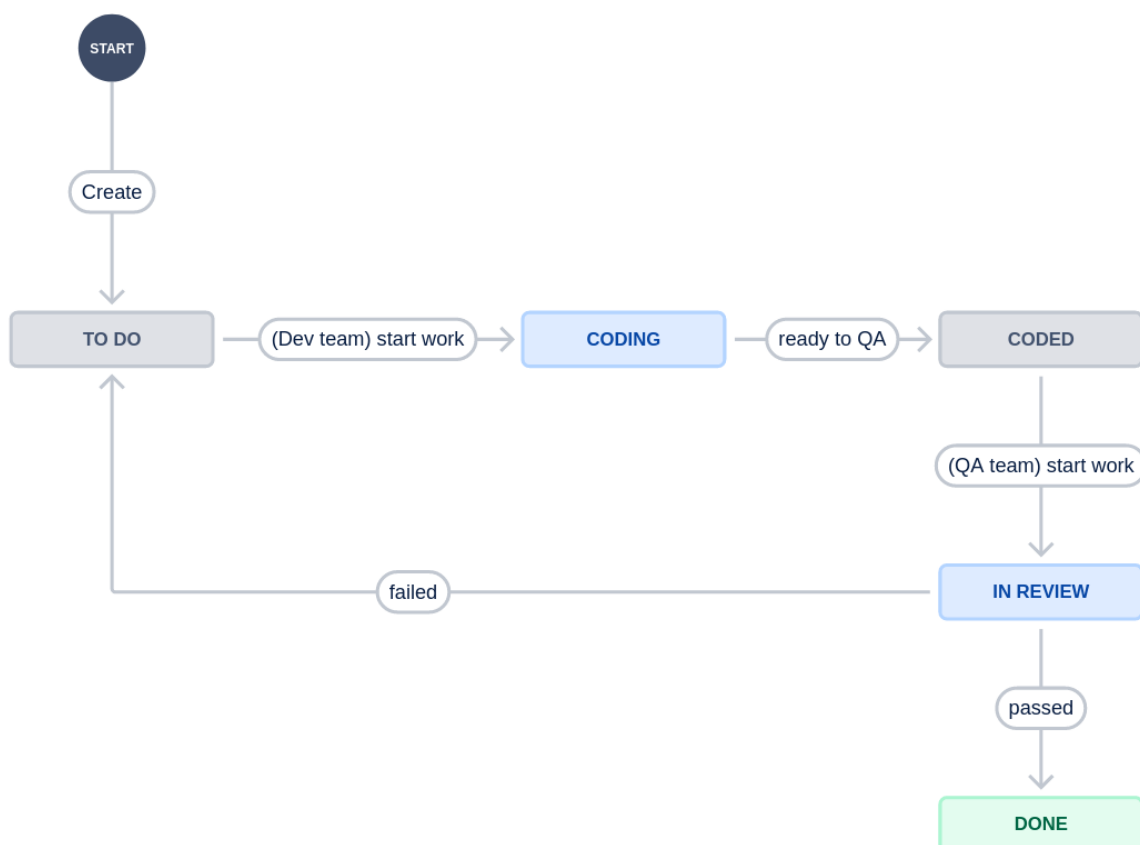 START
Create
TO DO
(Dev team) start work
CODING
ready to QA
CODED
(QA team) start work
IN REVIEW
failed
passed
DONE